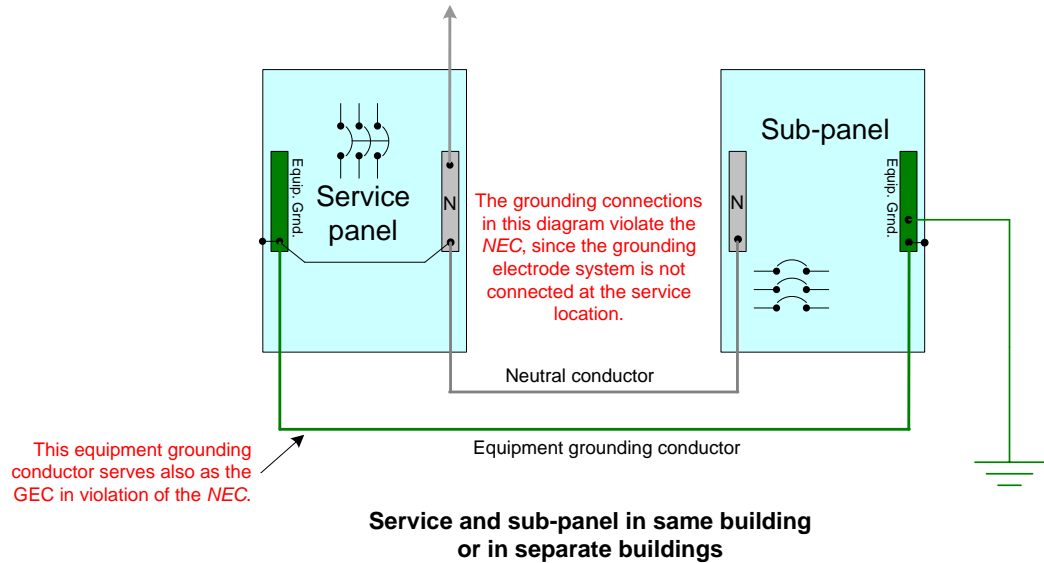 Service
panel
Equip. Grnd.
N
The grounding connections
in this diagram violate the
NEC, since the grounding
electrode system is not
connected at the service
location.
Sub-panel
N
Equip. Grnd.
Neutral conductor
Equipment grounding conductor
This equipment grounding
conductor serves also as the
GEC in violation of the NEC.
Service and sub-panel in same building
or in separate buildings